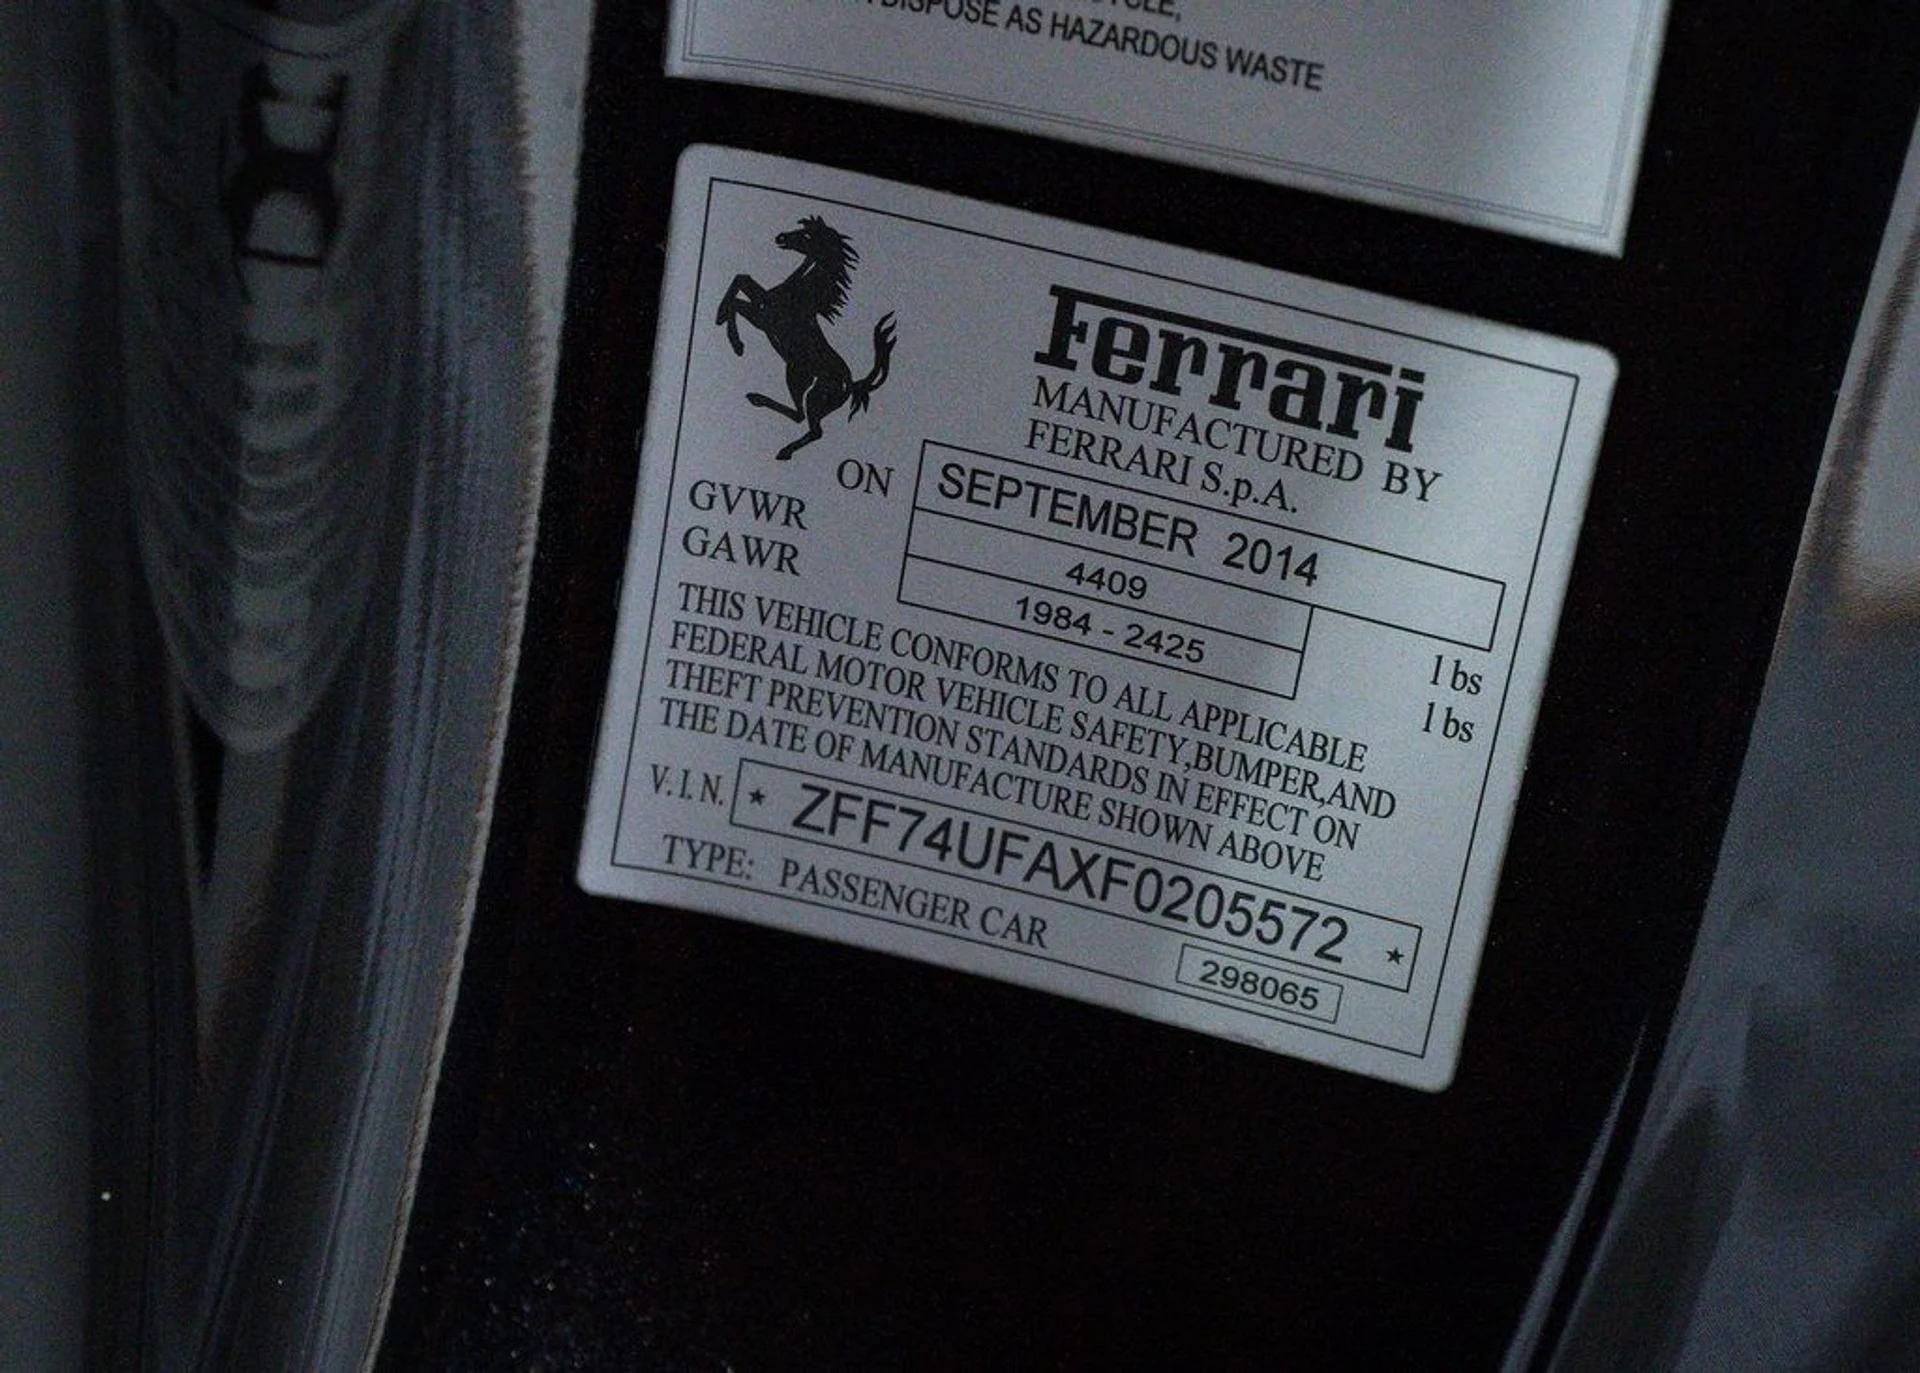 DISPOSE AS HAZARDOUS WASTE
Ferrari
MANUFACTURED BY
FERRARI S.p.A.
ON SEPTEMBER 2014
GVWR 4409 lbs
GAWR 1984 - 2425 lbs
THIS VEHICLE CONFORMS TO ALL APPLICABLE
FEDERAL MOTOR VEHICLE SAFETY,BUMPER,AND
THEFT PREVENTION STANDARDS IN EFFECT ON
THE DATE OF MANUFACTURE SHOWN ABOVE
V.I.N. ★ ZFF74UFAXF0205572 ★
TYPE: PASSENGER CAR
298065